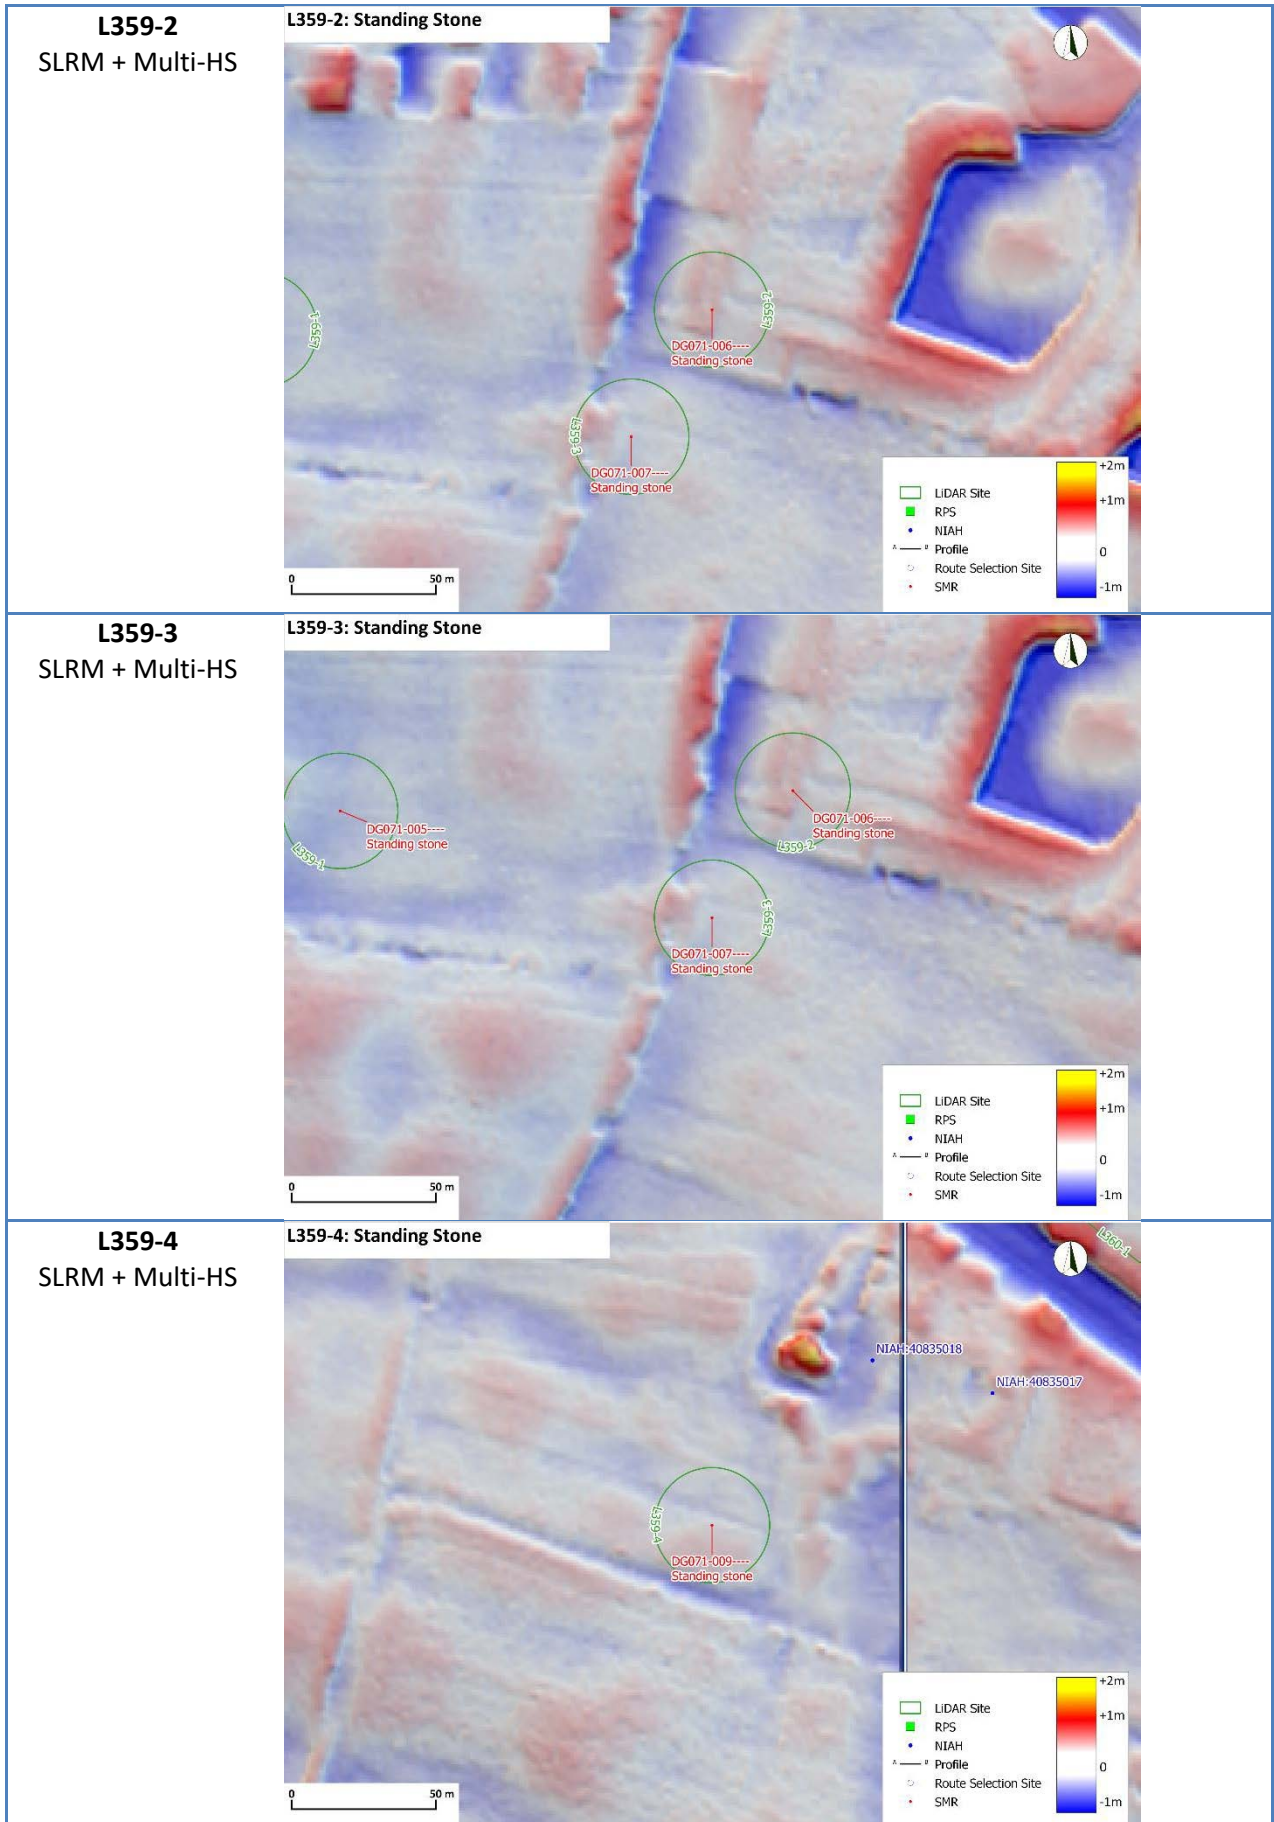 L359-2
SLRM + Multi-HS
L359-2: Standing Stone
L359-1
L359-2
DG071-006----
Standing stone
L359-3
DG071-007----
Standing stone
LiDAR Site
RPS
NIAH
A B Profile
Route Selection Site
SMR
+2m
+1m
0
-1m
0 50 m
L359-3
SLRM + Multi-HS
L359-3: Standing Stone
DG071-005----
Standing stone
L359-1
DG071-006----
Standing stone
L359-2
L359-3
DG071-007----
Standing stone
LiDAR Site
RPS
NIAH
A B Profile
Route Selection Site
SMR
+2m
+1m
0
-1m
0 50 m
L359-4
SLRM + Multi-HS
L359-4: Standing Stone
L360-1
NIAH:40835018
NIAH:40835017
L359-4
DG071-009----
Standing stone
LiDAR Site
RPS
NIAH
A B Profile
Route Selection Site
SMR
+2m
+1m
0
-1m
0 50 m